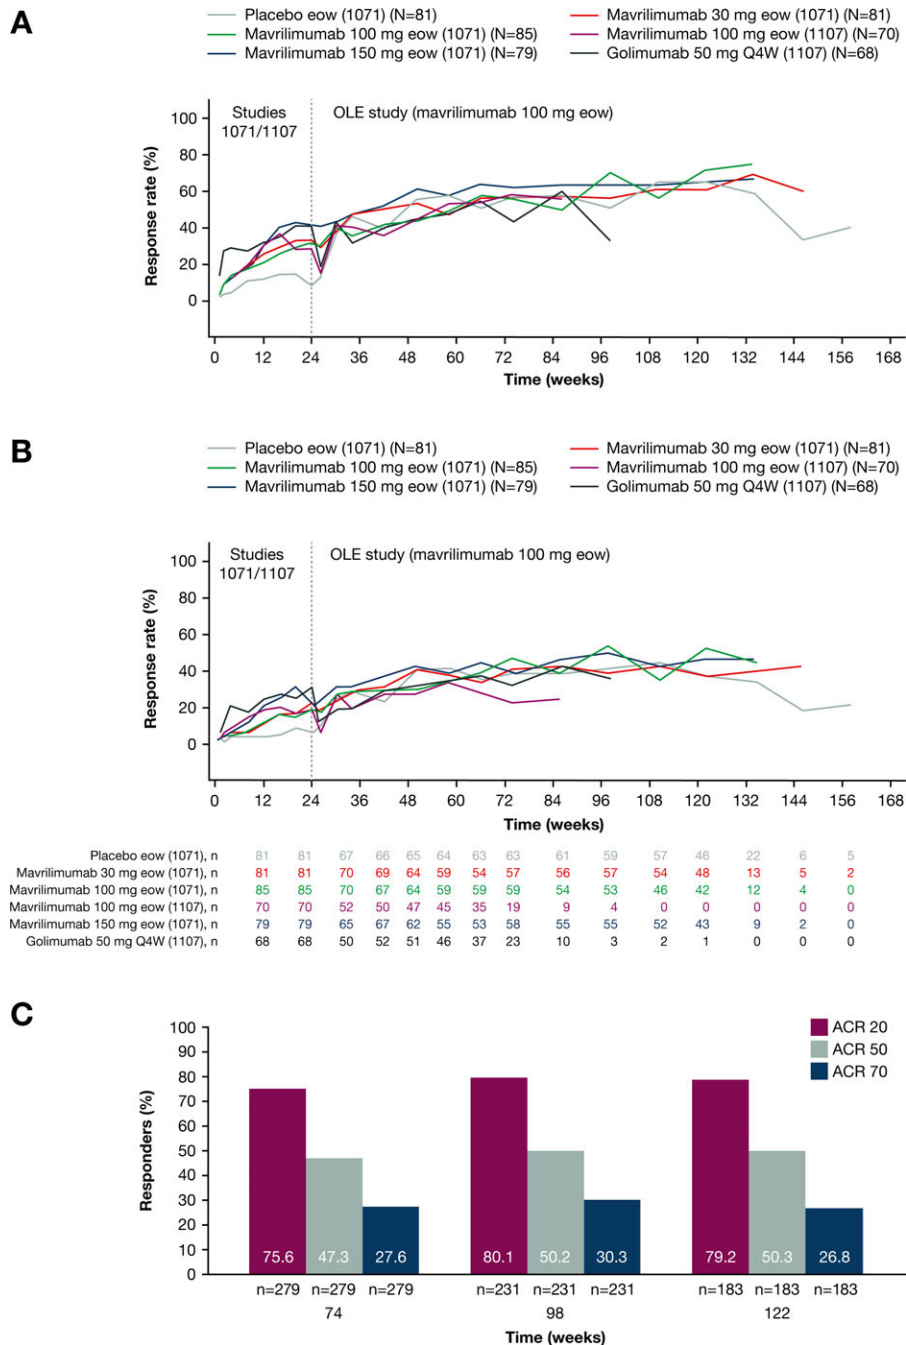 A
Placebo eow (1071) (N=81)
Mavrilimumab 30 mg eow (1071) (N=81)
Mavrilimumab 100 mg eow (1071) (N=85)
Mavrilimumab 100 mg eow (1107) (N=70)
Mavrilimumab 150 mg eow (1071) (N=79)
Golimumab 50 mg Q4W (1107) (N=68)
Studies
1071/1107
OLE study (mavrilimumab 100 mg eow)
Response rate (%)
100
80
60
40
20
0
0 12 24 36 48 60 72 84 96 108 120 132 144 156 168
Time (weeks)
B
Placebo eow (1071) (N=81)
Mavrilimumab 30 mg eow (1071) (N=81)
Mavrilimumab 100 mg eow (1071) (N=85)
Mavrilimumab 100 mg eow (1107) (N=70)
Mavrilimumab 150 mg eow (1071) (N=79)
Golimumab 50 mg Q4W (1107) (N=68)
Studies
1071/1107
OLE study (mavrilimumab 100 mg eow)
Response rate (%)
100
80
60
40
20
0
0 12 24 36 48 60 72 84 96 108 120 132 144 156 168
Time (weeks)
Placebo eow (1071), n 81 81 67 66 65 64 63 63 61 59 57 46 22 6 5
Mavrilimumab 30 mg eow (1071), n 81 81 70 69 64 59 54 57 56 57 54 48 13 5 2
Mavrilimumab 100 mg eow (1071), n 85 85 70 67 64 59 59 59 54 53 46 42 12 4 0
Mavrilimumab 100 mg eow (1107), n 70 70 52 50 47 45 35 19 9 4 0 0 0 0 0
Mavrilimumab 150 mg eow (1071), n 79 79 65 67 62 55 53 58 55 55 52 43 9 2 0
Golimumab 50 mg Q4W (1107), n 68 68 50 52 51 46 37 23 10 3 2 1 0 0 0
C
ACR 20
ACR 50
ACR 70
Responders (%)
100
90
80
70
60
50
40
30
20
10
0
75.6 47.3 27.6 80.1 50.2 30.3 79.2 50.3 26.8
n=279 n=279 n=279 n=231 n=231 n=231 n=183 n=183 n=183
74 98 122
Time (weeks)